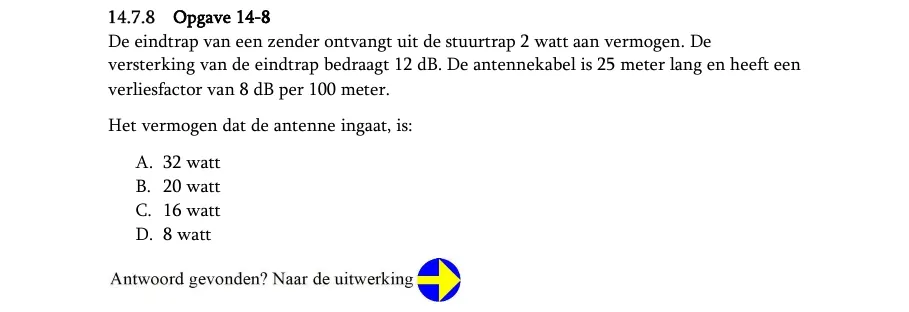 14.7.8 Opgave 14-8
De eindtrap van een zender ontvangt uit de stuurtrap 2 watt aan vermogen. De
versterking van de eindtrap bedraagt 12 dB. De antennekabel is 25 meter lang en heeft een
verliesfactor van 8 dB per 100 meter.
Het vermogen dat de antenne ingaat, is:
A. 32 watt
B. 20 watt
C. 16 watt
D. 8 watt
Antwoord gevonden? Naar de uitwerking